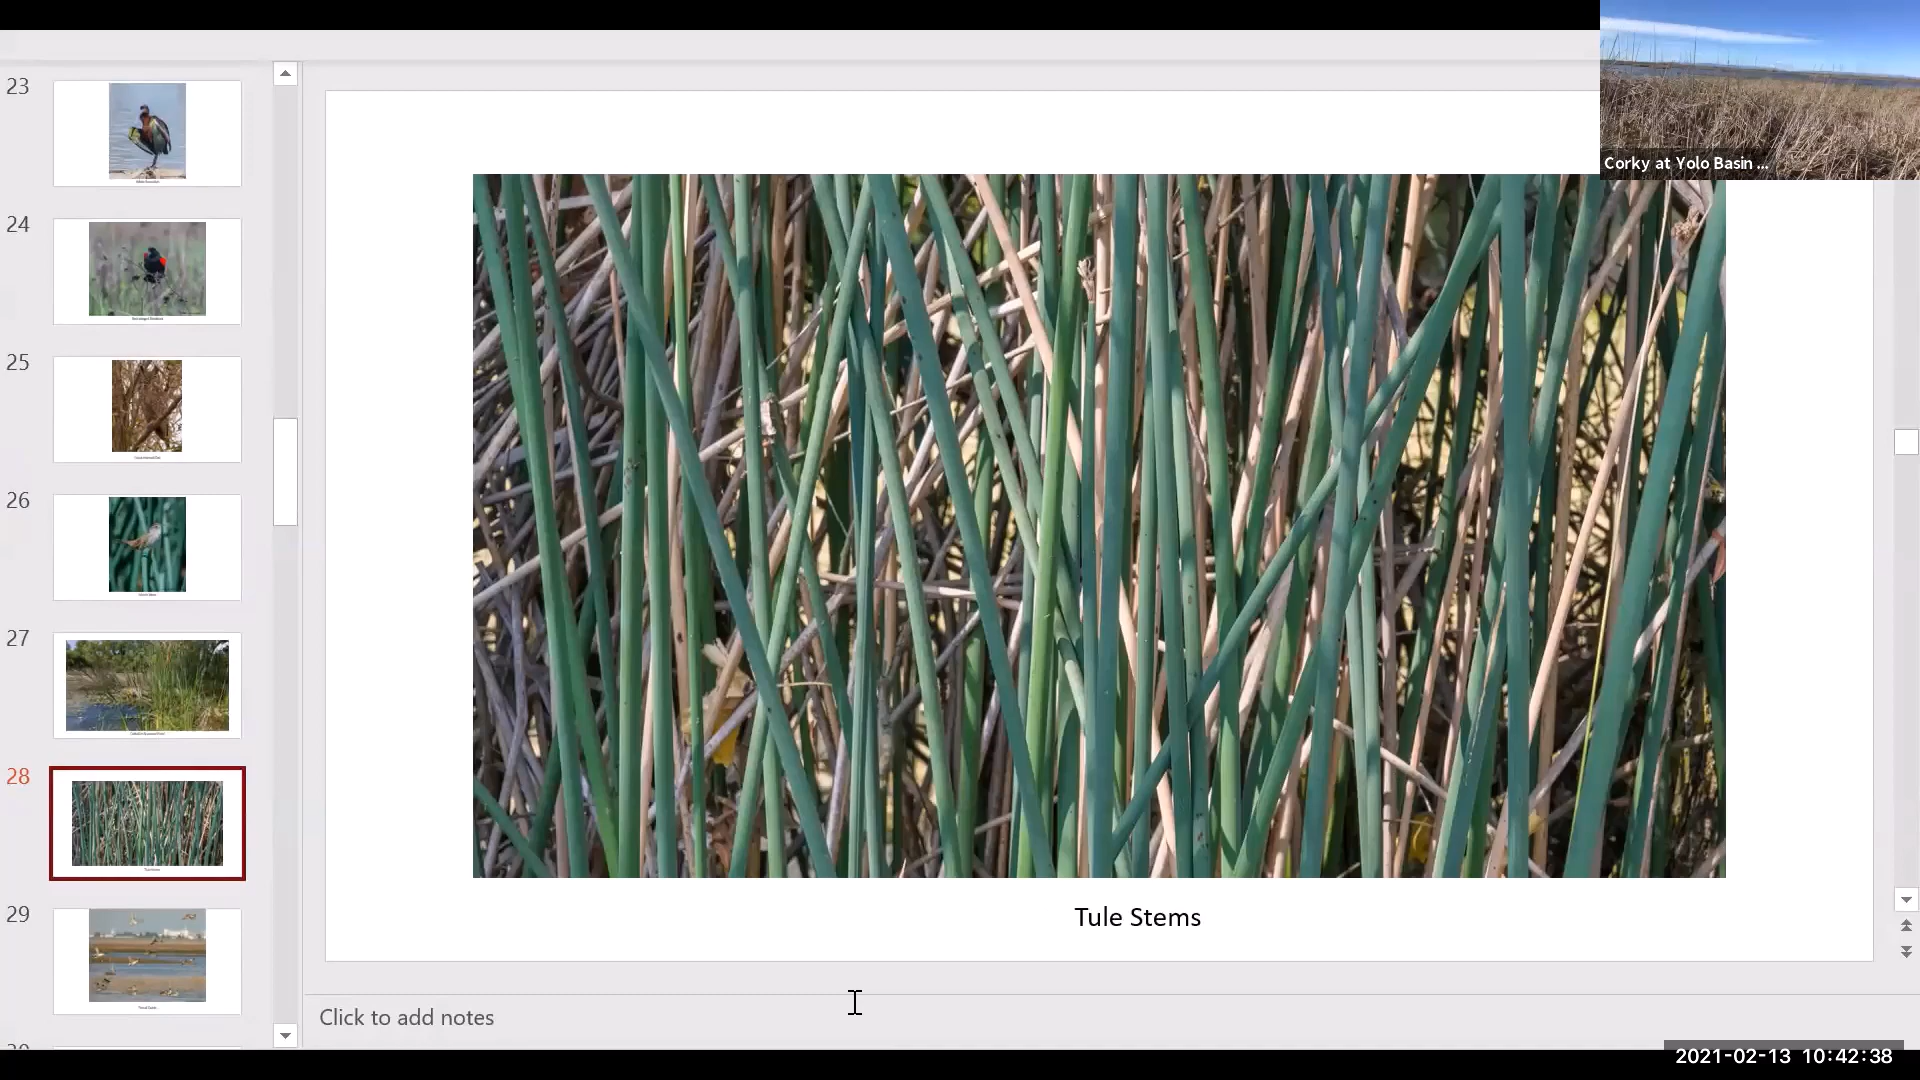 23
24
25
26
27
28
29
Corky at Yolo Basin ...
Tule Stems
Click to add notes
2021-02-13 10:42:38